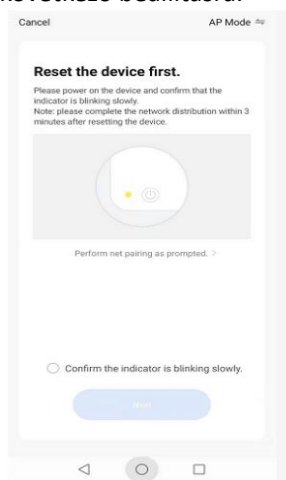 következő beállításra:
Cancel AP Mode ⇋
Reset the device first.
Please power on the device and confirm that the
indicator is blinking slowly.
Note: please complete the network distribution within 3
minutes after resetting the device.
Perform net pairing as prompted. >
Confirm the indicator is blinking slowly.
Next